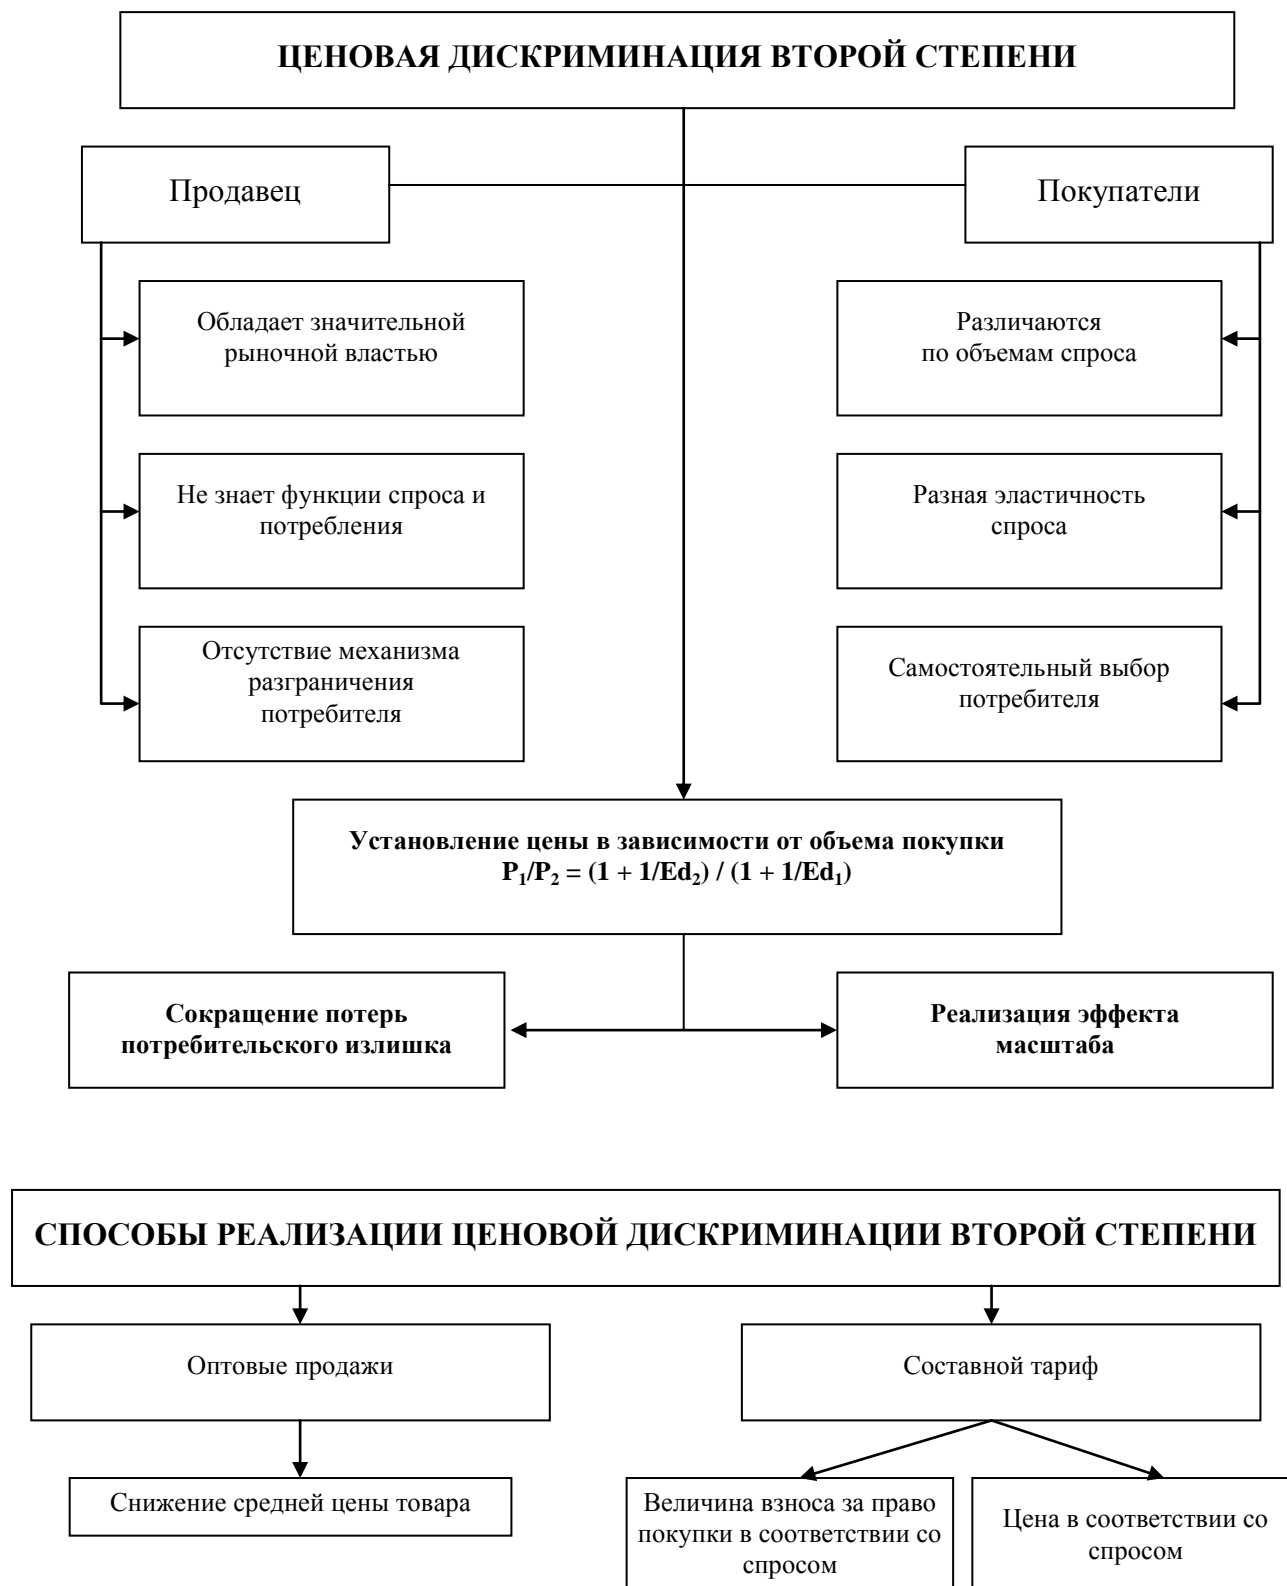 ЦЕНОВАЯ ДИСКРИМИНАЦИЯ ВТОРОЙ СТЕПЕНИ
Продавец
Покупатели
Обладает значительной
рыночной властью
Различаются
по объемам спроса
Не знает функции спроса и
потребления
Разная эластичность
спроса
Отсутствие механизма
разграничения
потребителя
Самостоятельный выбор
потребителя
Установление цены в зависимости от объема покупки
P₁/P₂ = (1 + 1/Ed₂) / (1 + 1/Ed₁)
Сокращение потерь
потребительского излишка
Реализация эффекта
масштаба
СПОСОБЫ РЕАЛИЗАЦИИ ЦЕНОВОЙ ДИСКРИМИНАЦИИ ВТОРОЙ СТЕПЕНИ
Оптовые продажи
Составной тариф
Снижение средней цены товара
Величина взноса за право
покупки в соответствии со
спросом
Цена в соответствии со
спросом